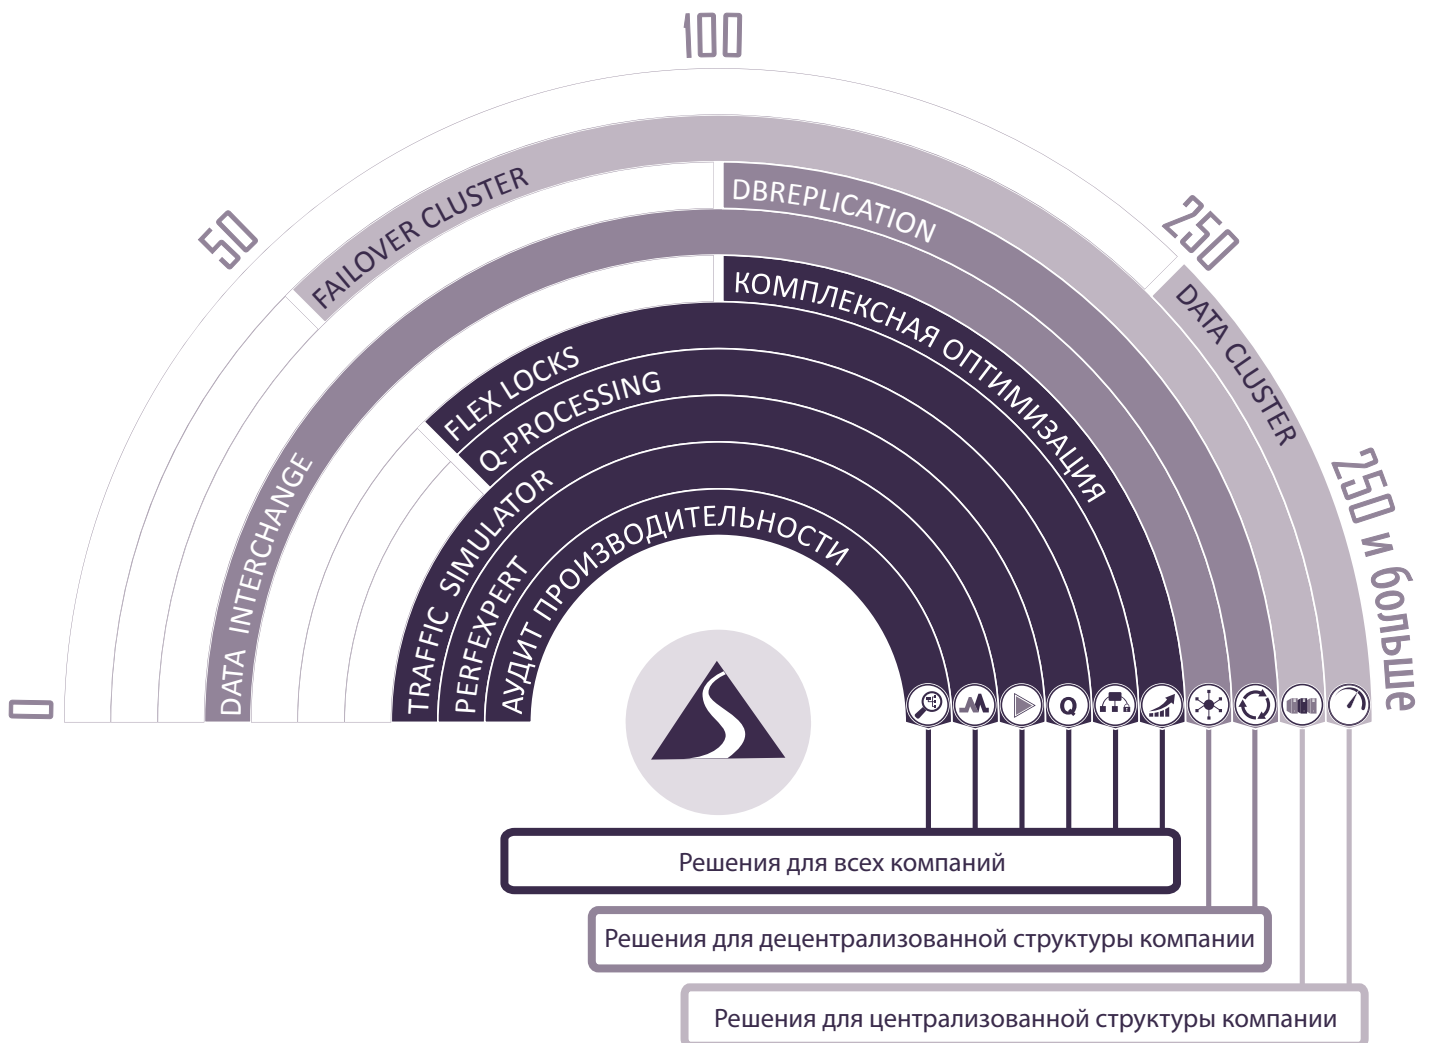 100
50
250
250 и больше
0
FAILOVER CLUSTER
DBREPLICATION
DATA CLUSTER
КОМПЛЕКСНАЯ ОПТИМИЗАЦИЯ
FLEX LOCKS
Q-PROCESSING
DATA INTERCHANGE
TRAFFIC SIMULATOR
PERFEXPERT
АУДИТ ПРОИЗВОДИТЕЛЬНОСТИ
Q
Решения для всех компаний
Решения для децентрализованной структуры компании
Решения для централизованной структуры компании